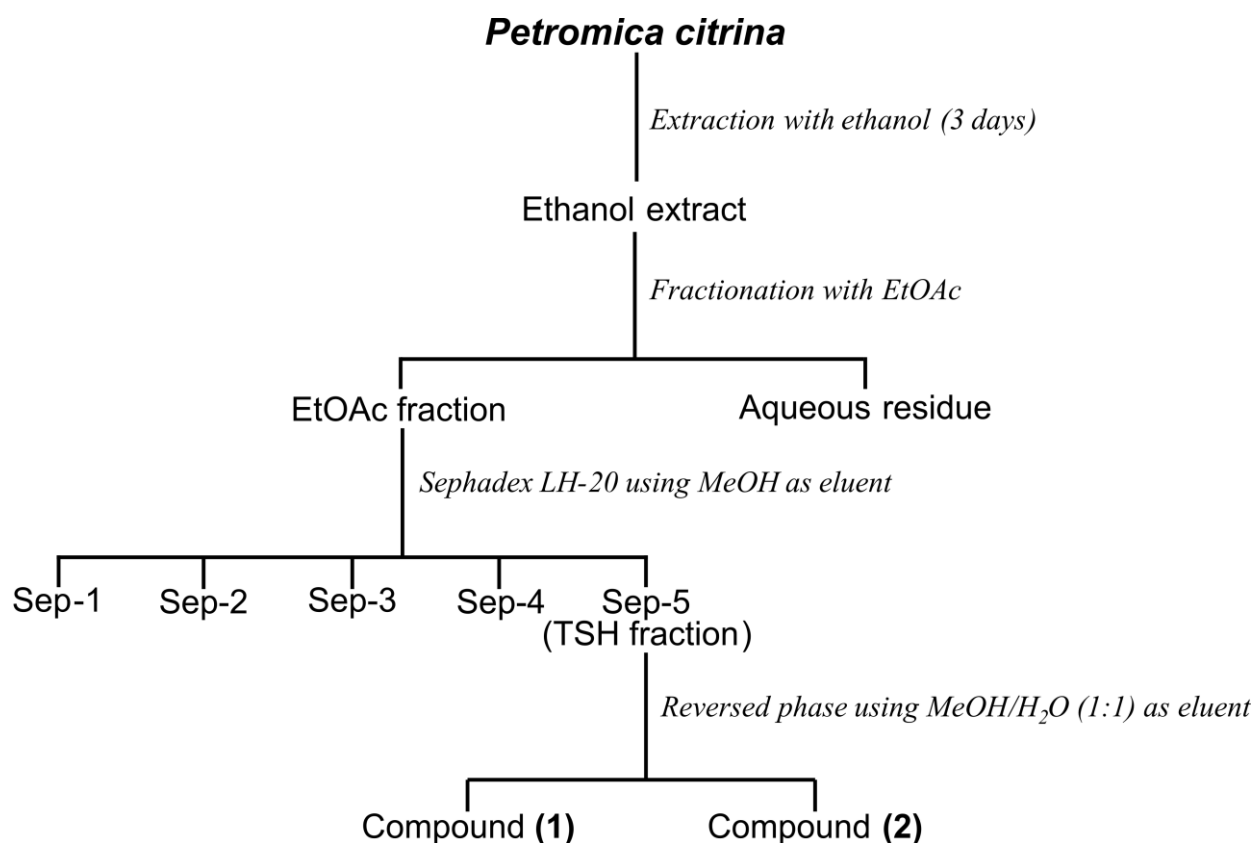 Petromica citrina
Extraction with ethanol (3 days)
Ethanol extract
Fractionation with EtOAc
EtOAc fraction
Aqueous residue
Sephadex LH-20 using MeOH as eluent
Sep-1
Sep-2
Sep-3
Sep-4
Sep-5
(TSH fraction)
Reversed phase using MeOH/H₂O (1:1) as eluent
Compound (1)
Compound (2)